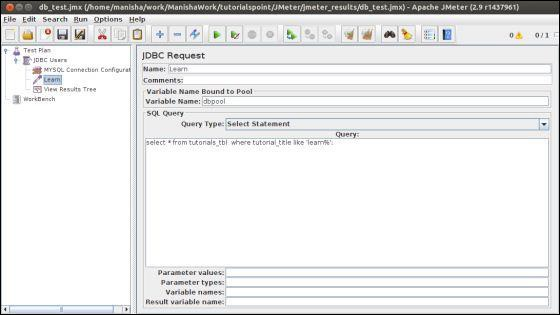 db_test.jmx (/home/manisha/work/ManishaWork/tutorialspoint/JMeter/jmeter_results/db_test.jmx) - Apache JMeter (2.9 r1437961)
File Edit Search Run Options Help
0 0 / 1
Test Plan
JDBC Users
MYSQL Connection Configurat
Learn
View Results Tree
WorkBench
JDBC Request
Name: Learn
Comments:
Variable Name Bound to Pool
Variable Name: dbpool
SQL Query
Query Type: Select Statement
Query:
select * from tutorials_tbl where tutorial_title like 'learn%';
Parameter values:
Parameter types:
Variable names:
Result variable name: